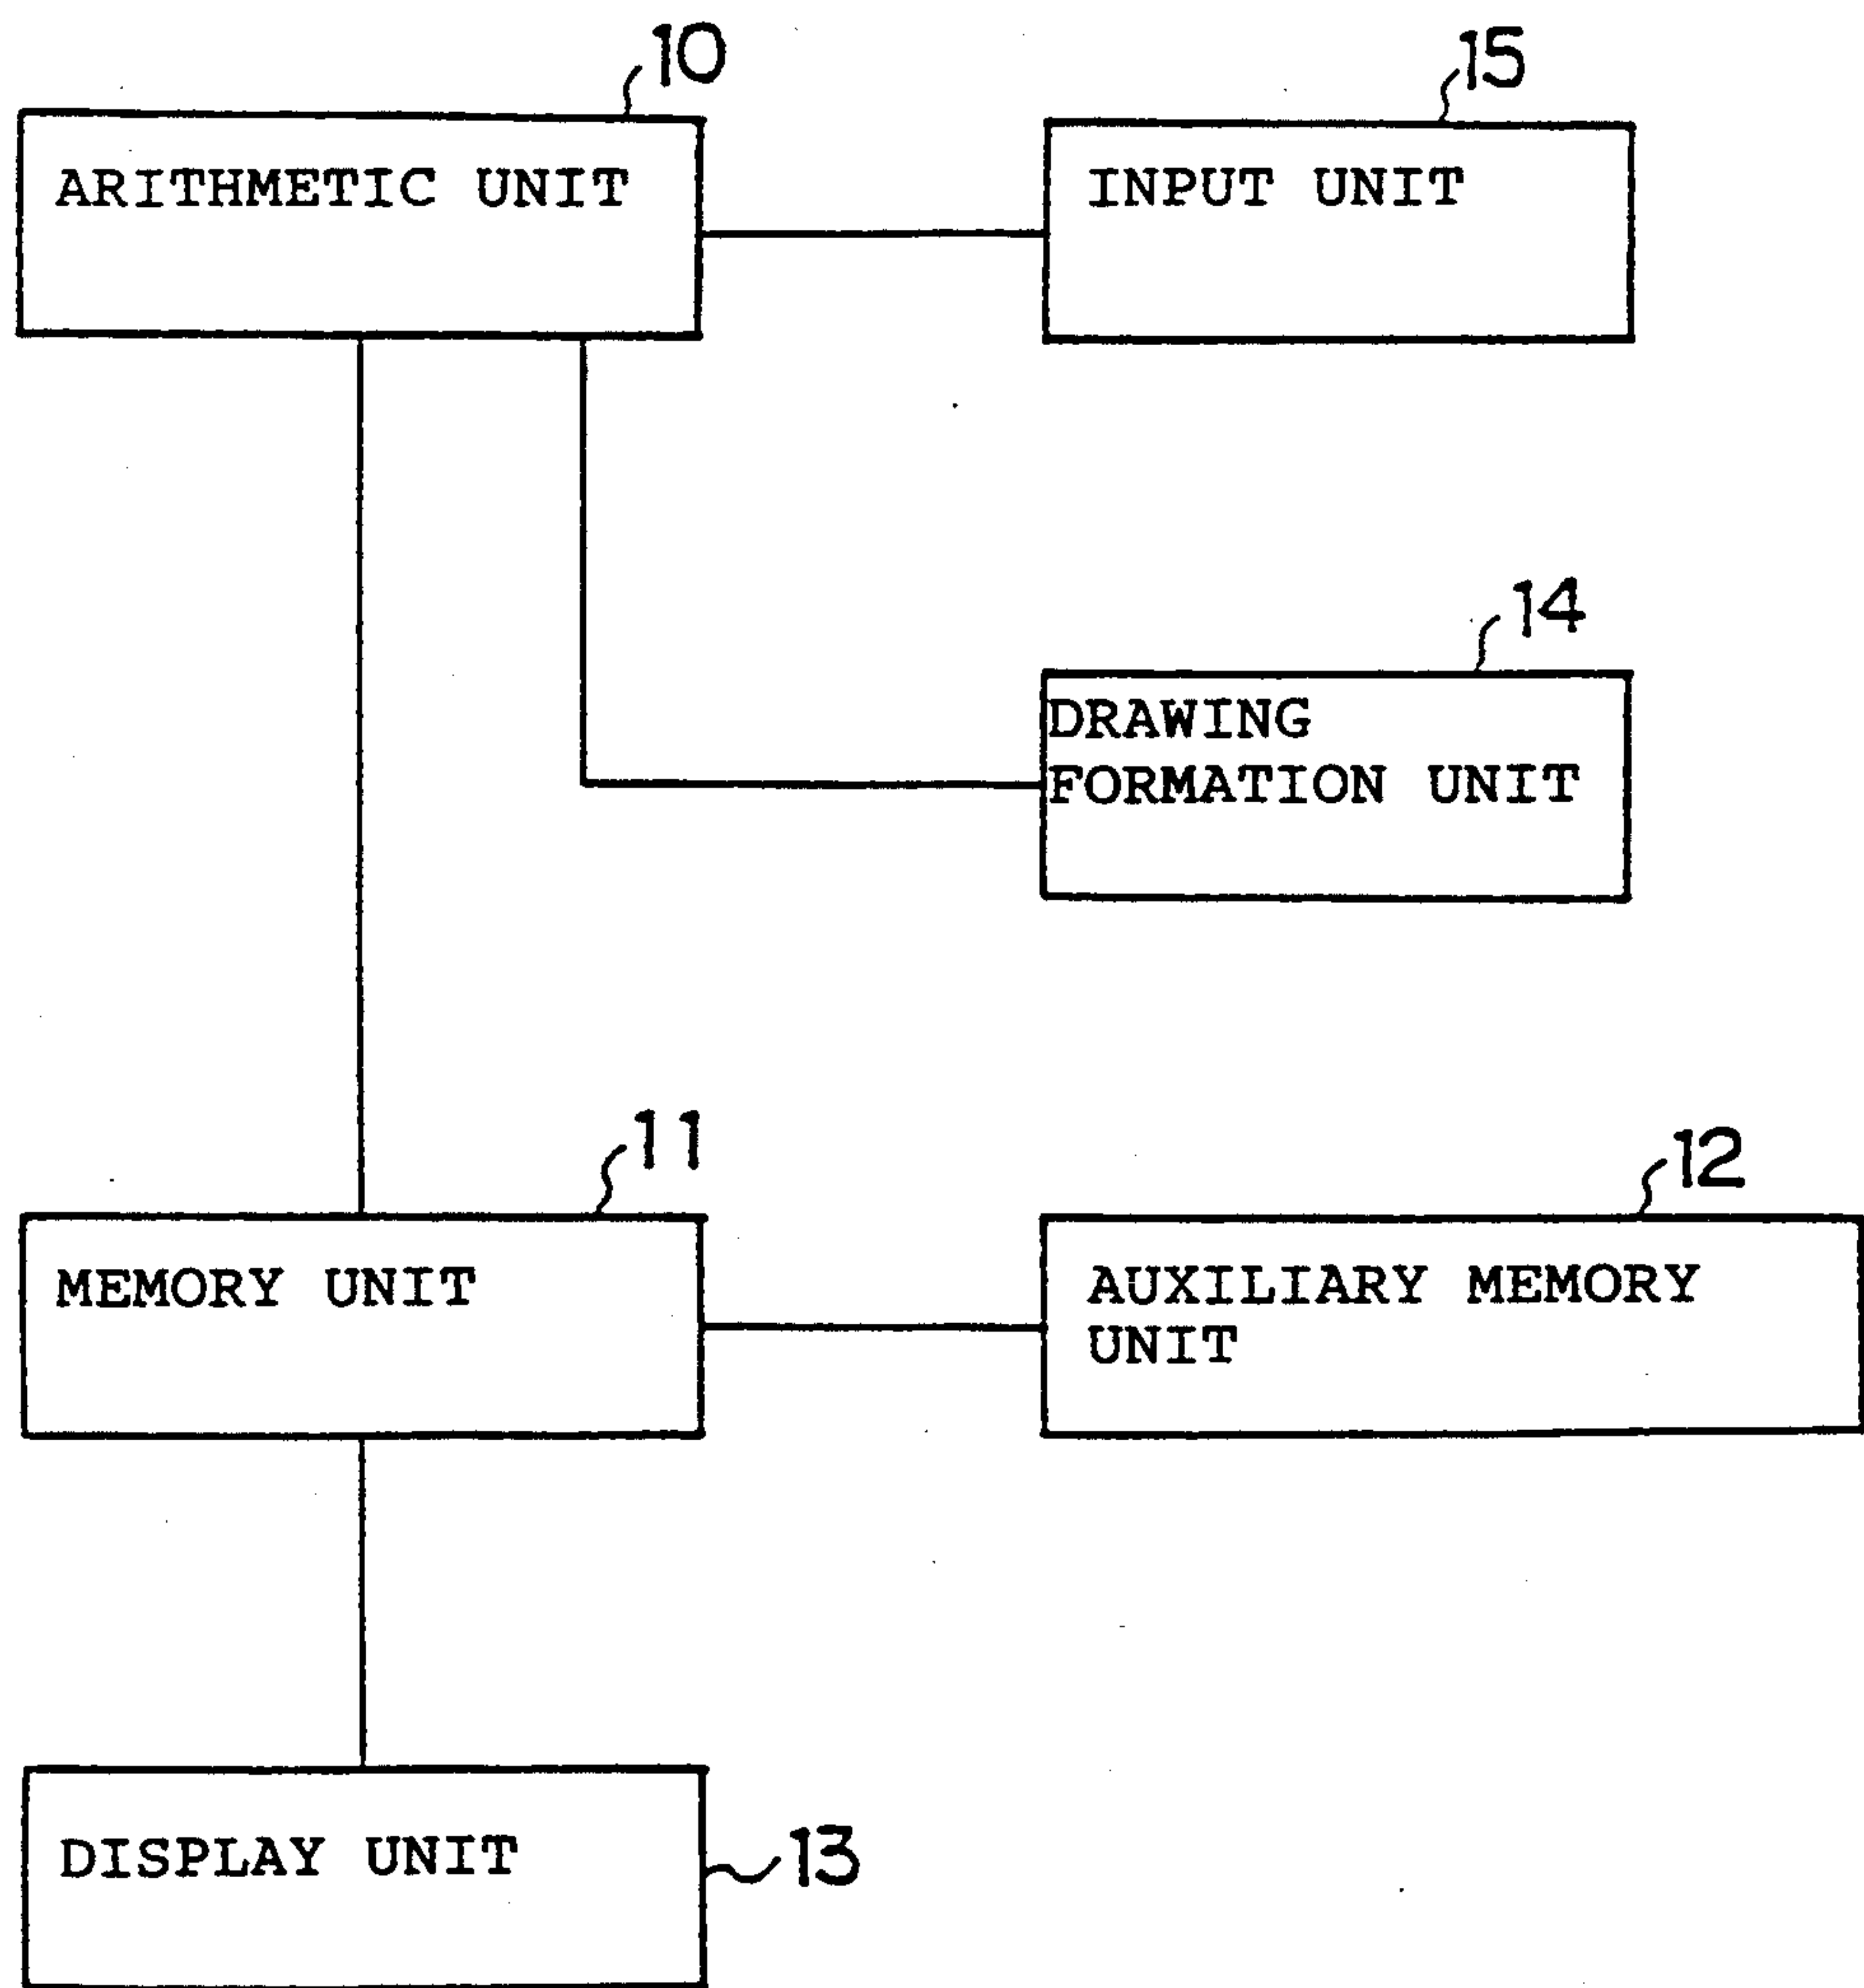 10
15
ARITHMETIC UNIT
INPUT UNIT
14
DRAWING
FORMATION UNIT
11
12
MEMORY UNIT
AUXILIARY MEMORY
UNIT
DISPLAY UNIT
13